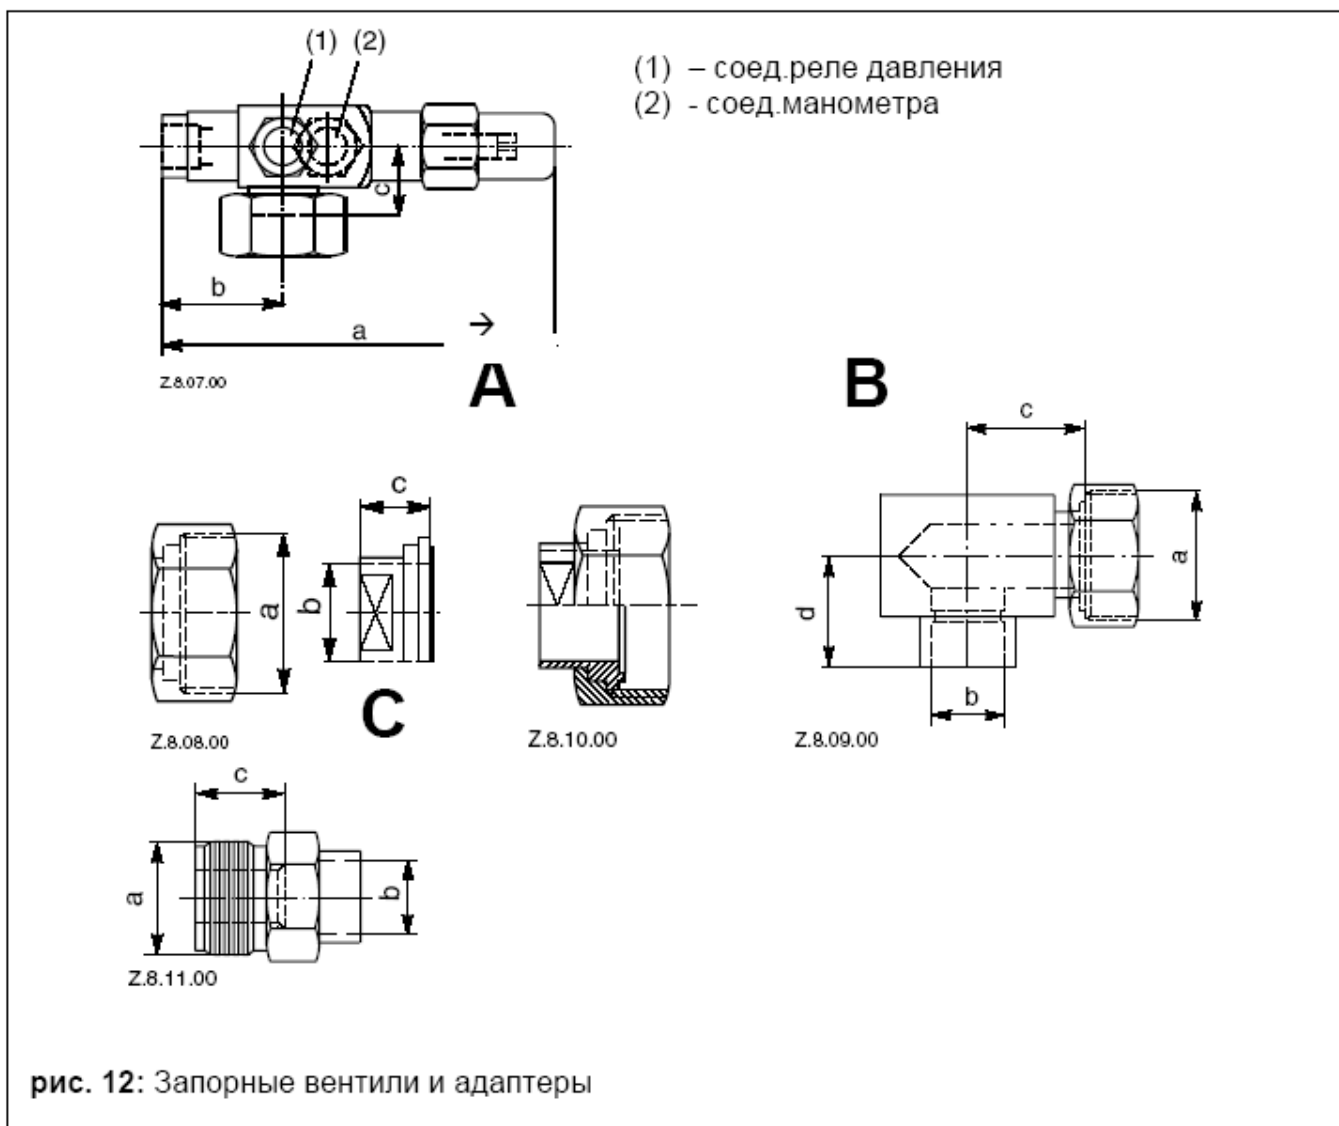 (1) (2)
(1) – соед.реле давления
(2) - соед.манометра
c
b
a →
Z.8.07.00
A
B
c
a
d
b
Z.8.09.00
c
a
b
C
Z.8.08.00
Z.8.10.00
c
a
b
Z.8.11.00
рис. 12: Запорные вентили и адаптеры